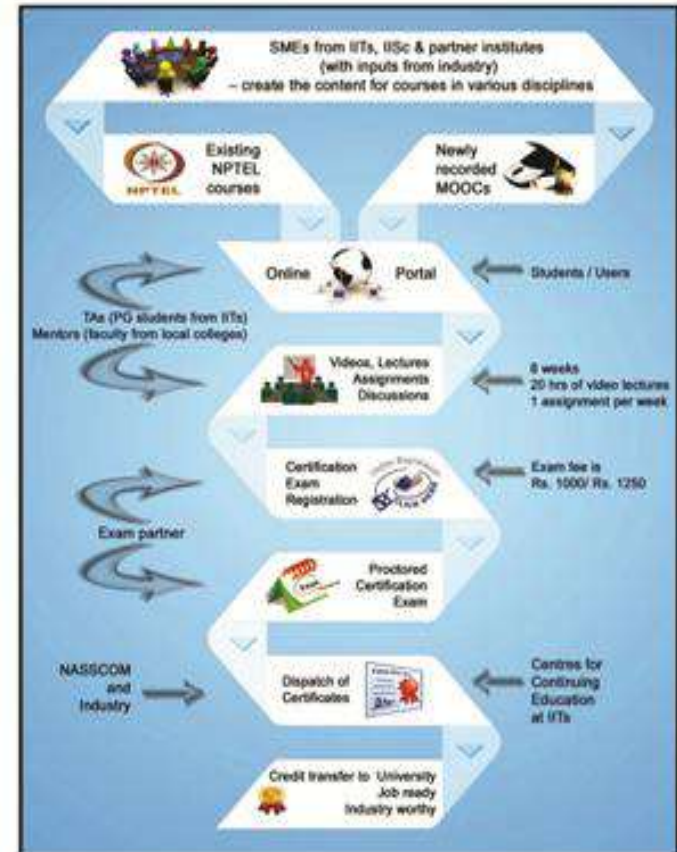 SMEs from IITs, IISc & partner institutes
(with inputs from industry)
– create the content for courses in various disciplines
NPTEL
Existing
NPTEL
courses
Newly
recorded
MOOCs
Online Portal
Students / Users
TAs (PG students from IITs)
Mentors (faculty from local colleges)
Videos, Lectures
Assignments
Discussions
8 weeks
20 hrs of video lectures
1 assignment per week
Certification
Exam
Registration
CLICK HERE
Exam fee is
Rs. 1000/ Rs. 1250
Exam partner
Proctored
Certification
Exam
NASSCOM
and
Industry
Dispatch of
Certificates
Centres for
Continuing
Education
at IITs
Credit transfer to University
Job ready
Industry worthy